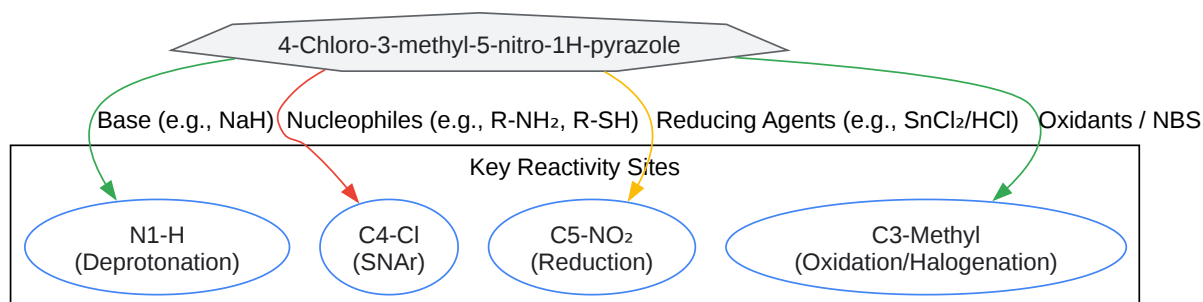 4-Chloro-3-methyl-5-nitro-1H-pyrazole
Base (e.g., NaH)
Nucleophiles (e.g., R-NH₂, R-SH)
Reducing Agents (e.g., SnCl₂/HCl)
Oxidants / NBS
Key Reactivity Sites
N1-H
(Deprotonation)
C4-Cl
(SNAr)
C5-NO₂
(Reduction)
C3-Methyl
(Oxidation/Halogenation)